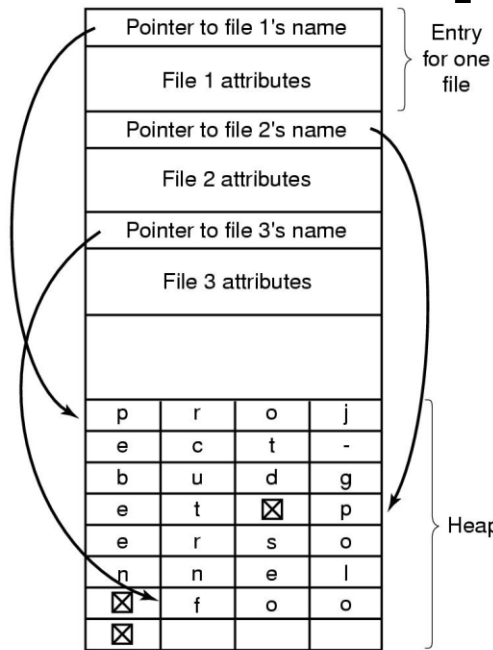 Pointer to file 1's name
File 1 attributes
Pointer to file 2's name
File 2 attributes
Pointer to file 3's name
File 3 attributes
Entry
for one
file
p r o j
e c t -
b u d g
e t ☒ p
e r s o
n n e l
☒ f o o
☒
Heap